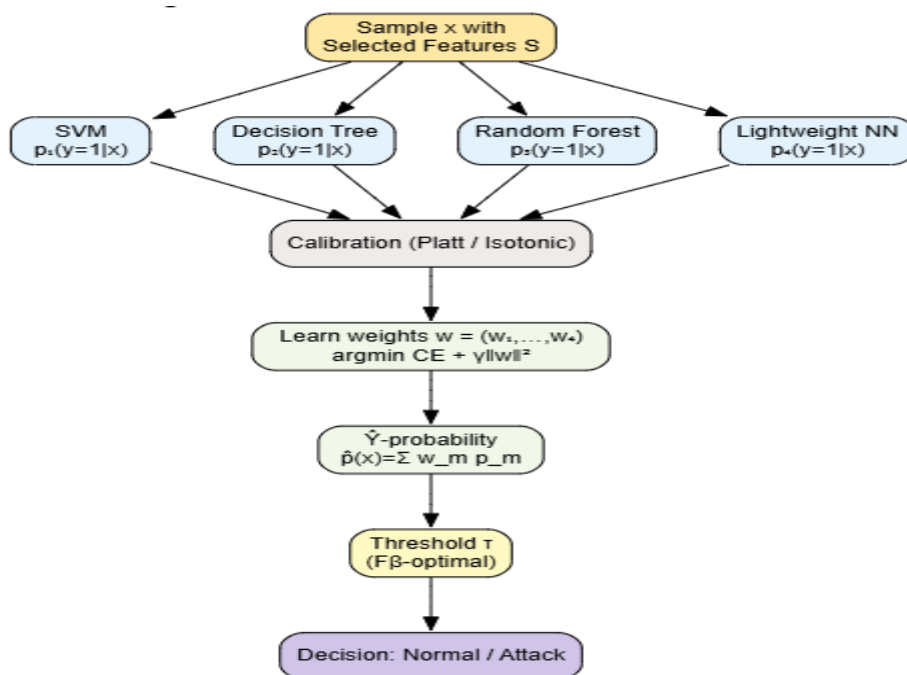 Sample x with
Selected Features S
SVM
p₁(y=1|x)
Decision Tree
p₂(y=1|x)
Random Forest
p₃(y=1|x)
Lightweight NN
p₄(y=1|x)
Calibration (Platt / Isotonic)
Learn weights w = (w₁,…,w₄)
argmin CE + γ‖w‖²
Ŷ-probability
p̂(x)=Σ w_m p_m
Threshold τ
(Fβ-optimal)
Decision: Normal / Attack